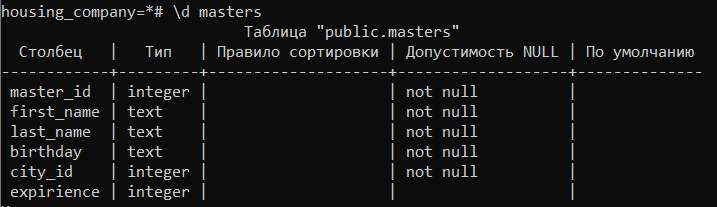 housing_company=*# \d masters
Таблица "public.masters"
Столбец | Тип | Правило сортировки | Допустимость NULL | По умолчанию
------------+---------+--------------------+-------------------+--------------
master_id | integer | | not null |
first_name | text | | not null |
last_name | text | | not null |
birthday | text | | not null |
city_id | integer | | not null |
expirience | integer | | |